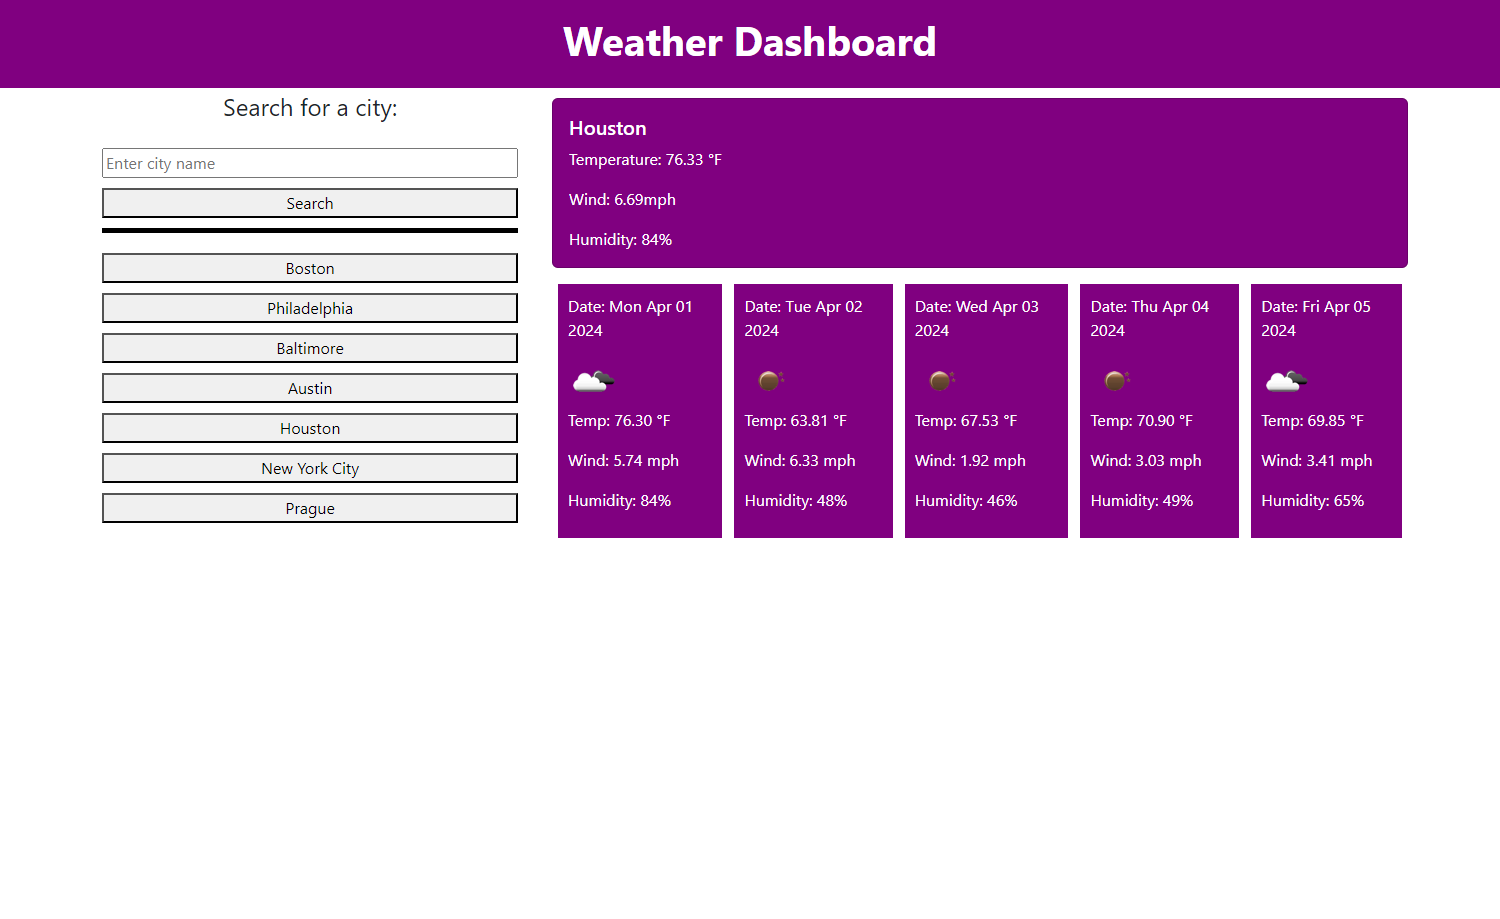 Weather Dashboard
Search for a city:
Enter city name
Search
Boston
Philadelphia
Baltimore
Austin
Houston
New York City
Prague
Houston
Temperature: 76.33 °F
Wind: 6.69mph
Humidity: 84%
Date: Mon Apr 01
2024
Temp: 76.30 °F
Wind: 5.74 mph
Humidity: 84%
Date: Tue Apr 02
2024
Temp: 63.81 °F
Wind: 6.33 mph
Humidity: 48%
Date: Wed Apr 03
2024
Temp: 67.53 °F
Wind: 1.92 mph
Humidity: 46%
Date: Thu Apr 04
2024
Temp: 70.90 °F
Wind: 3.03 mph
Humidity: 49%
Date: Fri Apr 05
2024
Temp: 69.85 °F
Wind: 3.41 mph
Humidity: 65%